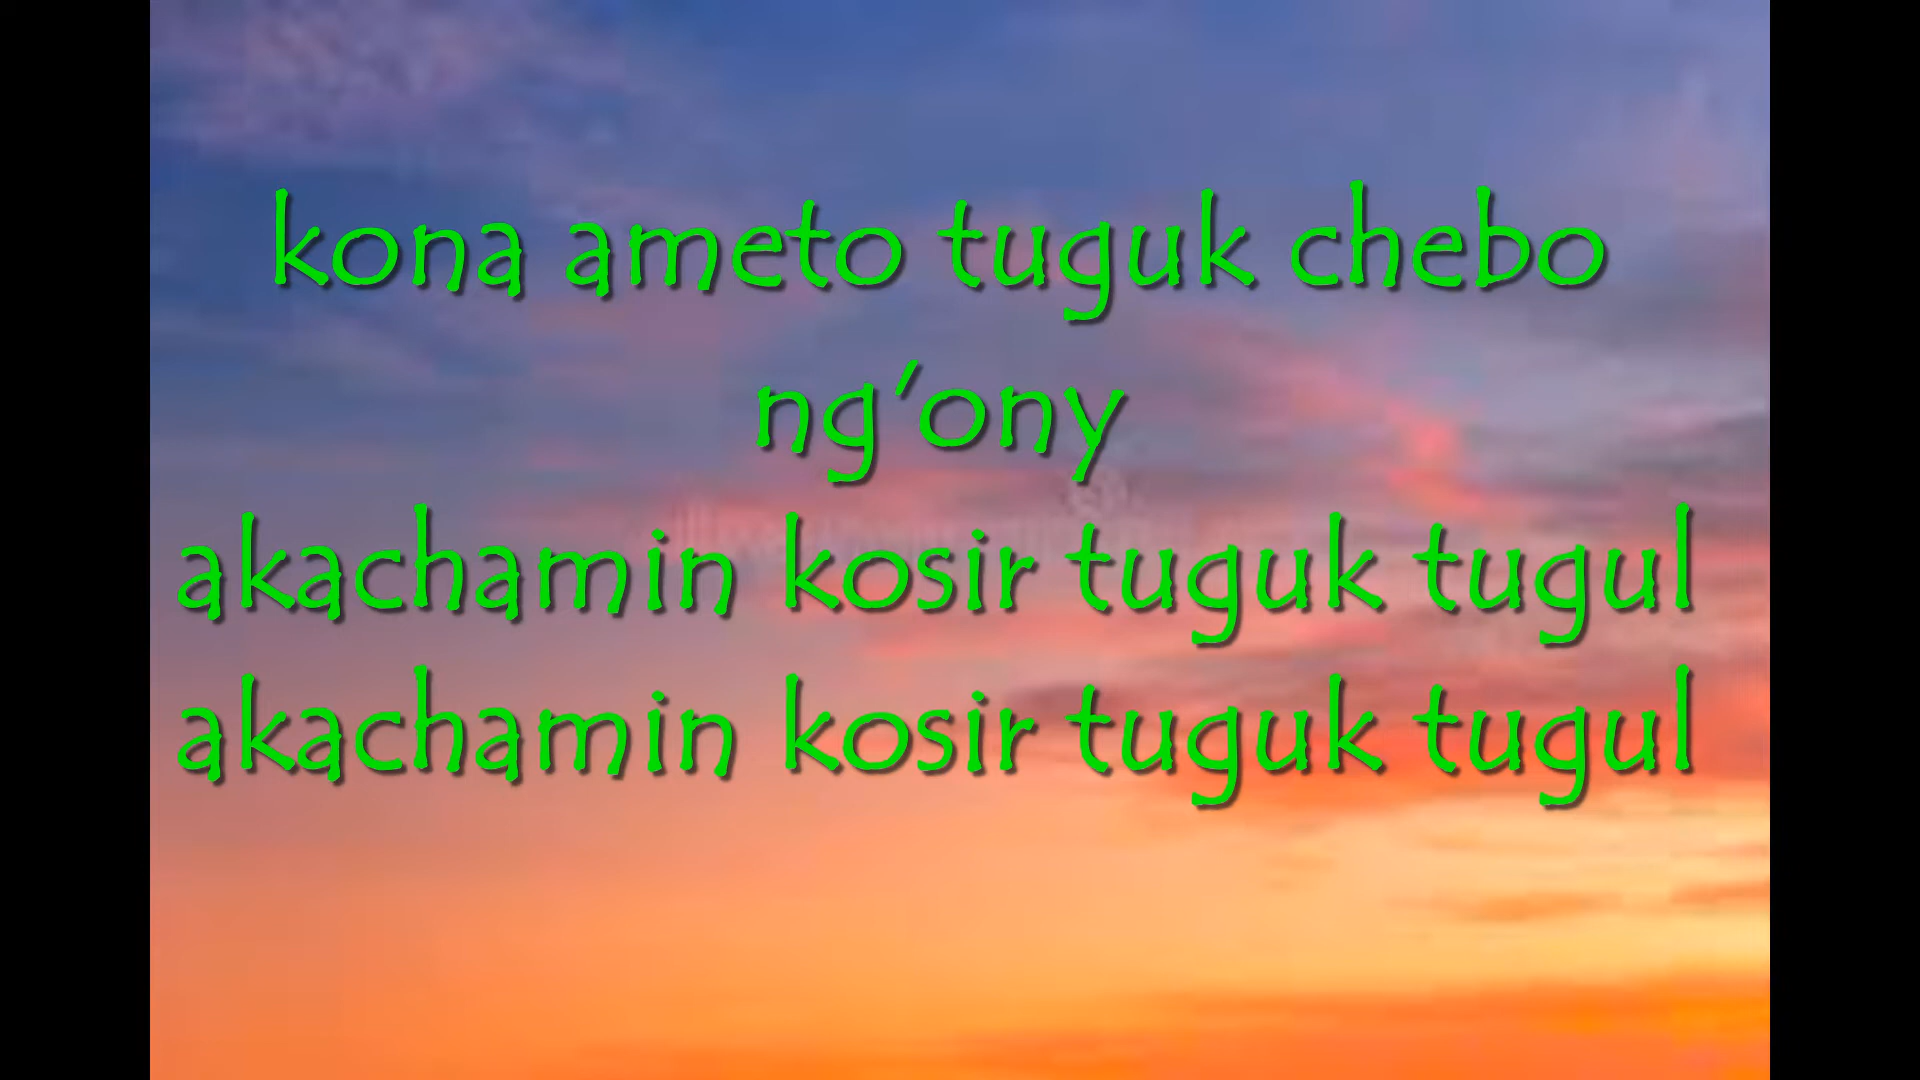 kona ameto tuguk chebo
ng'ony
akachamin kosir tuguk tugul
akachamin kosir tuguk tugul